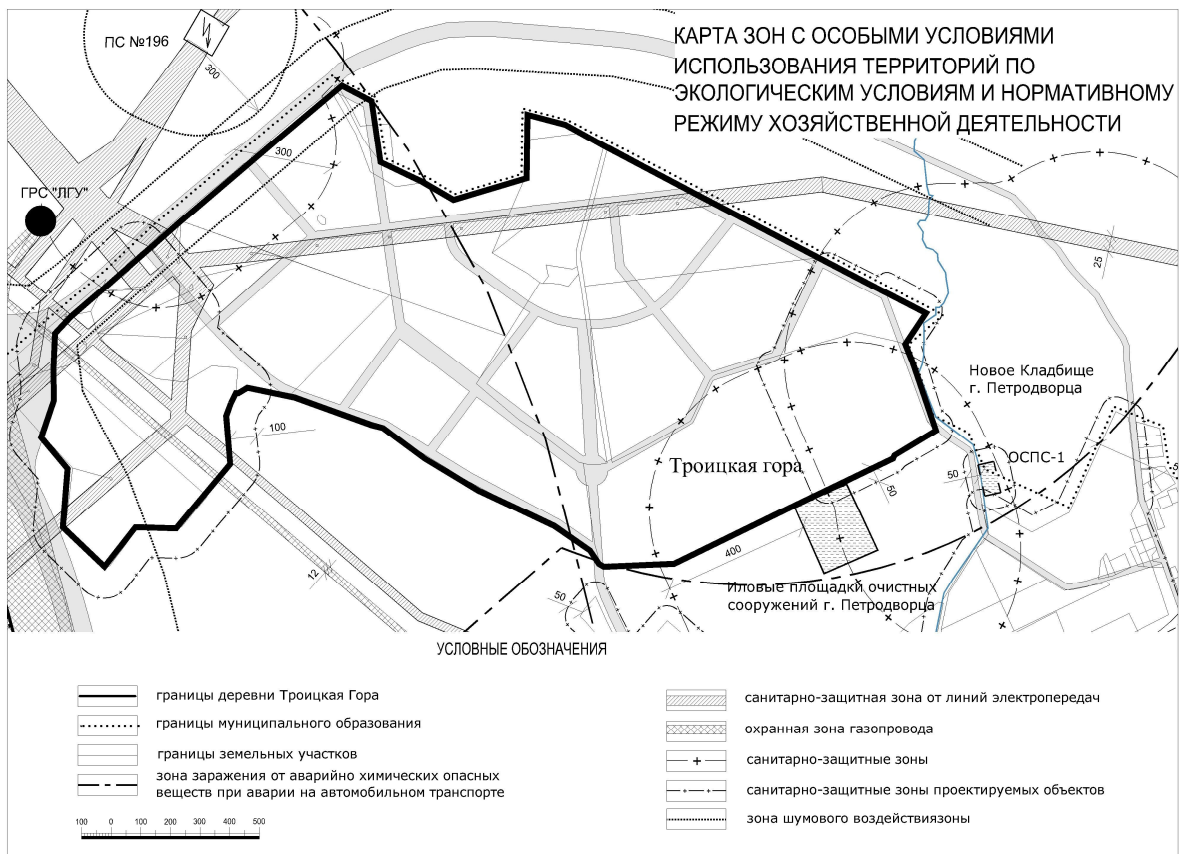 КАРТА ЗОН С ОСОБЫМИ УСЛОВИЯМИ
ИСПОЛЬЗОВАНИЯ ТЕРРИТОРИЙ ПО
ЭКОЛОГИЧЕСКИМ УСЛОВИЯМ И НОРМАТИВНОМУ
РЕЖИМУ ХОЗЯЙСТВЕННОЙ ДЕЯТЕЛЬНОСТИ
ПС №196
300
300
ГРС "ЛГУ"
25
Новое Кладбище
г. Петродворца
100
ОСПС-1
Троицкая гора
50
50
400
12
50
Иловые площадки очистных
сооружений г. Петродворца
УСЛОВНЫЕ ОБОЗНАЧЕНИЯ
границы деревни Троицкая Гора
границы муниципального образования
границы земельных участков
зона заражения от аварийно химических опасных
веществ при аварии на автомобильном транспорте
100 0 100 200 300 400 500
санитарно-защитная зона от линий электропередач
охранная зона газопровода
санитарно-защитные зоны
санитарно-защитные зоны проектируемых объектов
зона шумового воздействиязоны